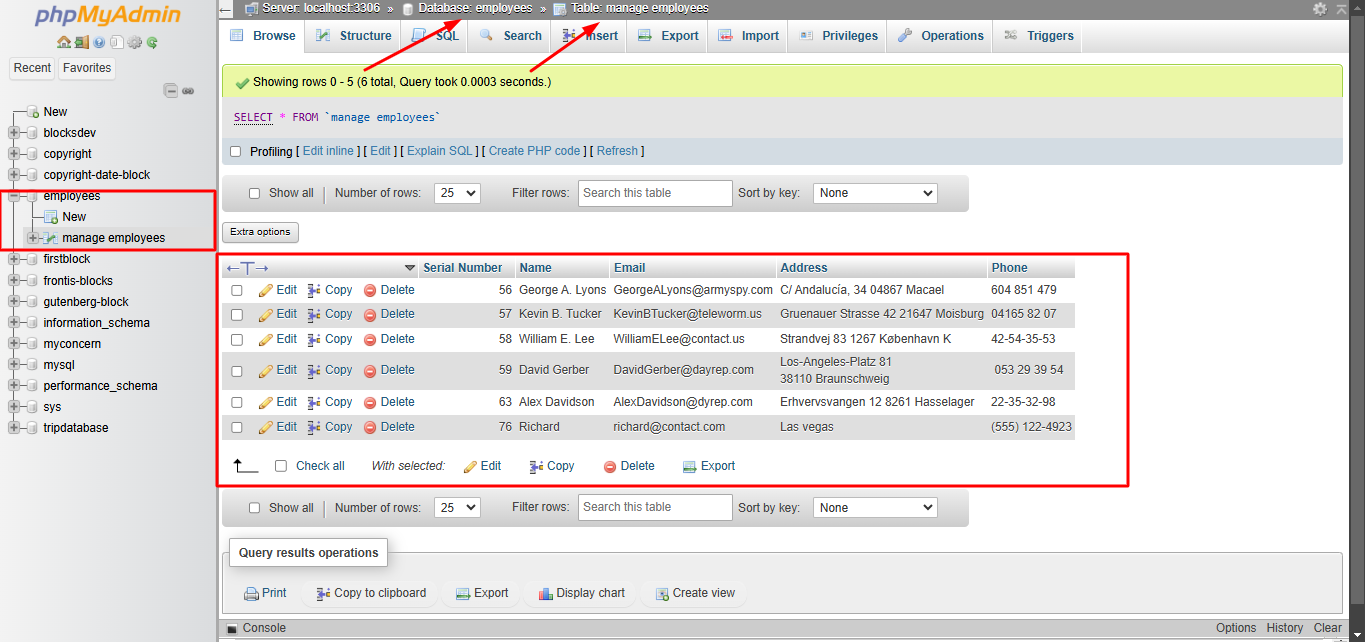 phpMyAdmin
Recent Favorites
New
blocksdev
copyright
copyright-date-block
employees
New
manage employees
firstblock
frontis-blocks
gutenberg-block
information_schema
myconcern
mysql
performance_schema
sys
tripdatabase
Server: localhost:3306 » Database: employees » Table: manage employees
Browse Structure SQL Search Insert Export Import Privileges Operations Triggers
Showing rows 0 - 5 (6 total, Query took 0.0003 seconds.)
SELECT * FROM `manage employees`
Profiling [ Edit inline ] [ Edit ] [ Explain SQL ] [ Create PHP code ] [ Refresh ]
Show all Number of rows: 25 Filter rows: Search this table Sort by key: None
Extra options
←T→ Serial Number Name Email Address Phone
Edit Copy Delete 56 George A. Lyons GeorgeALyons@armyspy.com C/ Andalucía, 34 04867 Macael 604 851 479
Edit Copy Delete 57 Kevin B. Tucker KevinBTucker@teleworm.us Gruenauer Strasse 42 21647 Moisburg 04165 82 07
Edit Copy Delete 58 William E. Lee WilliamELee@contact.us Strandvej 83 1267 København K 42-54-35-53
Edit Copy Delete 59 David Gerber DavidGerber@dayrep.com Los-Angeles-Platz 81 053 29 39 54
38110 Braunschweig
Edit Copy Delete 63 Alex Davidson AlexDavidson@dyrep.com Erhvervsvangen 12 8261 Hasselager 22-35-32-98
Edit Copy Delete 76 Richard richard@contact.com Las vegas (555) 122-4923
Check all With selected: Edit Copy Delete Export
Show all Number of rows: 25 Filter rows: Search this table Sort by key: None
Query results operations
Print Copy to clipboard Export Display chart Create view
Console Options History Clear